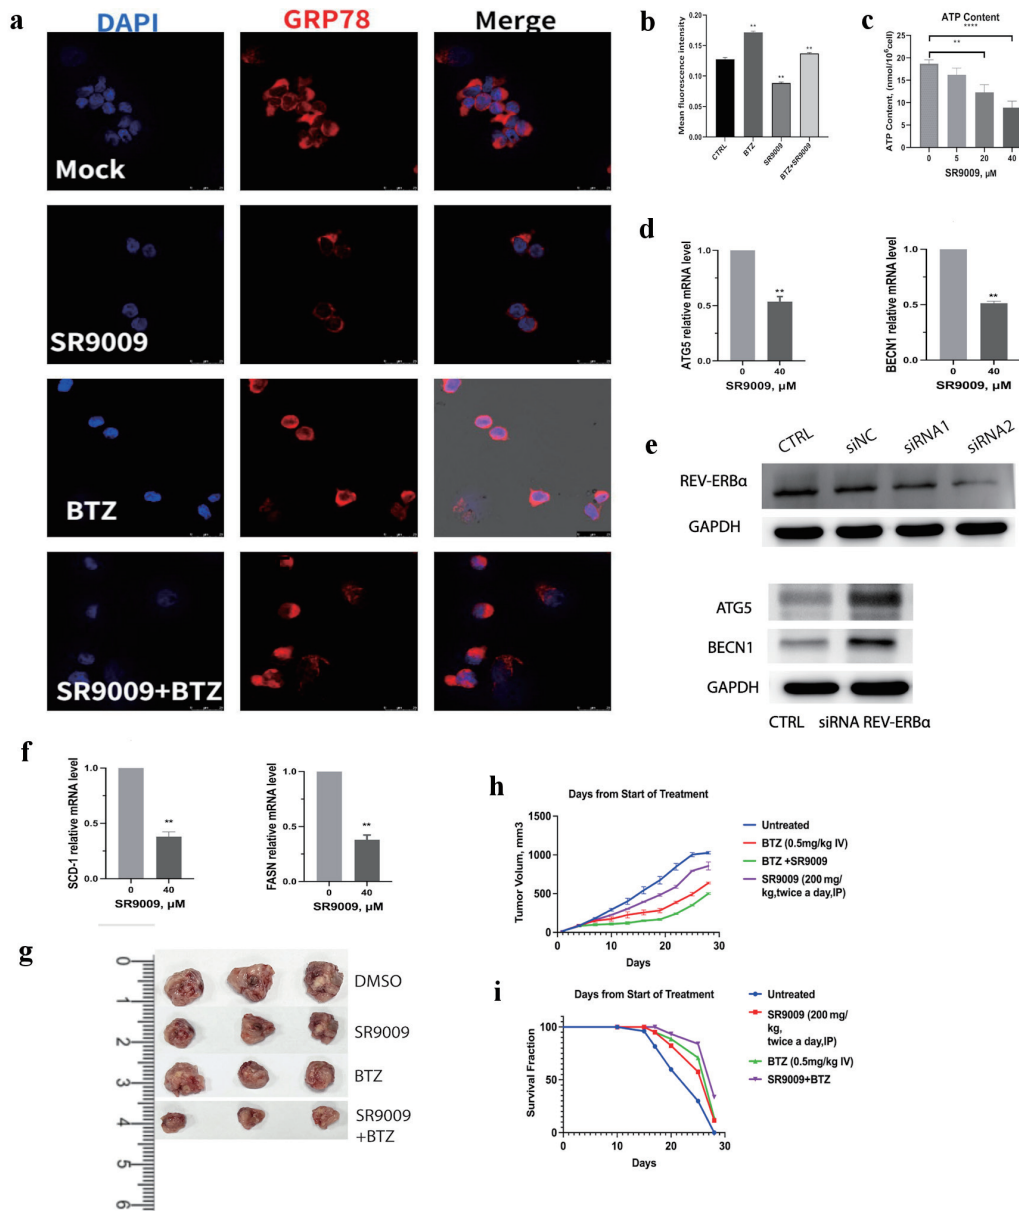 a
DAPI
GRP78
Merge
Mock
SR9009
BTZ
SR9009+BTZ
b
Mean fluorescence intensity
0.20
0.15
0.10
0.05
0.00
**
**
**
CTRL
BTZ
SR9009
BTZ+SR9009
c
ATP Content
ATP Content, (nmol/10⁶cell)
25
20
15
10
5
0
****
**
0
5
20
40
SR9009, µM
d
ATG5 relative mRNA level
1.0
0.5
0.0
**
0
40
SR9009, µM
BECN1 relative mRNA level
1.0
0.5
0.0
**
0
40
SR9009, µM
e
CTRL
siNC
siRNA1
siRNA2
REV-ERBα
GAPDH
ATG5
BECN1
GAPDH
CTRL siRNA REV-ERBα
f
SCD-1 relative mRNA level
1.0
0.5
0.0
**
0
40
SR9009, µM
FASN relative mRNA level
1.0
0.5
0.0
**
0
40
SR9009, µM
g
0
1
2
3
4
5
6
DMSO
SR9009
BTZ
SR9009
+BTZ
h
Days from Start of Treatment
Tumor Volum, mm3
1500
1000
500
0
0
10
20
30
Days
Untreated
BTZ (0.5mg/kg IV)
BTZ +SR9009
SR9009 (200 mg/
kg,twice a day,IP)
i
Days from Start of Treatment
Survival Fraction
100
50
0
0
10
20
30
Days
Untreated
SR9009 (200 mg/
kg,
twice a day,IP)
BTZ (0.5mg/kg IV)
SR9009+BTZ